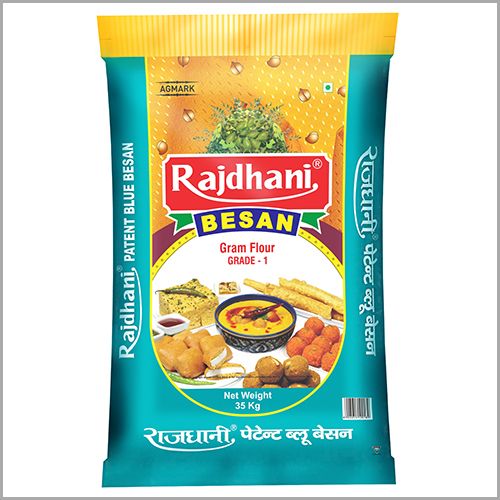 AGMARK
Rajdhani®
BESAN
Gram Flour
GRADE - 1
Rajdhani® PATENT BLUE BESAN
राजधानी® पेटेन्ट ब्लू बेसन
Net Weight
35 Kg
राजधानी® पेटेन्ट ब्लू बेसन